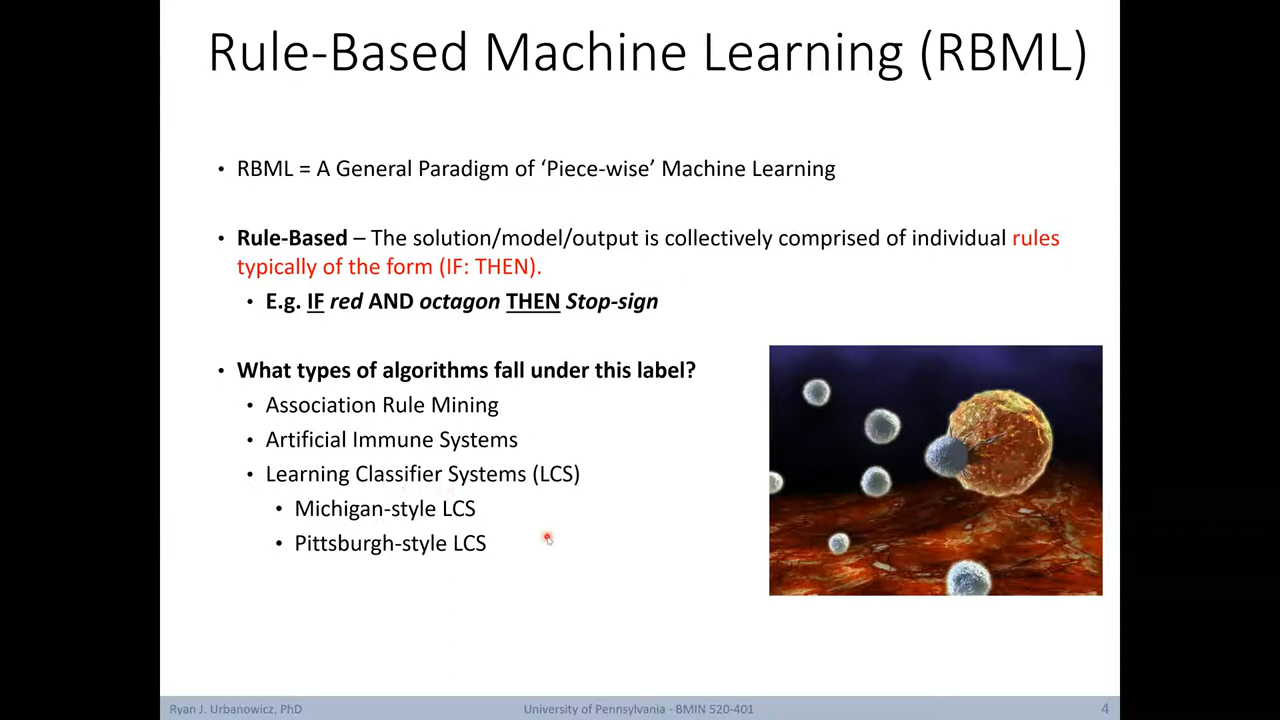 Rule-Based Machine Learning (RBML)
• RBML = A General Paradigm of ‘Piece-wise’ Machine Learning
• Rule-Based – The solution/model/output is collectively comprised of individual rules
typically of the form (IF: THEN).
• E.g. IF red AND octagon THEN Stop-sign
• What types of algorithms fall under this label?
• Association Rule Mining
• Artificial Immune Systems
• Learning Classifier Systems (LCS)
• Michigan-style LCS
• Pittsburgh-style LCS
Ryan J. Urbanowicz, PhD
University of Pennsylvania - BMIN 520-401
4